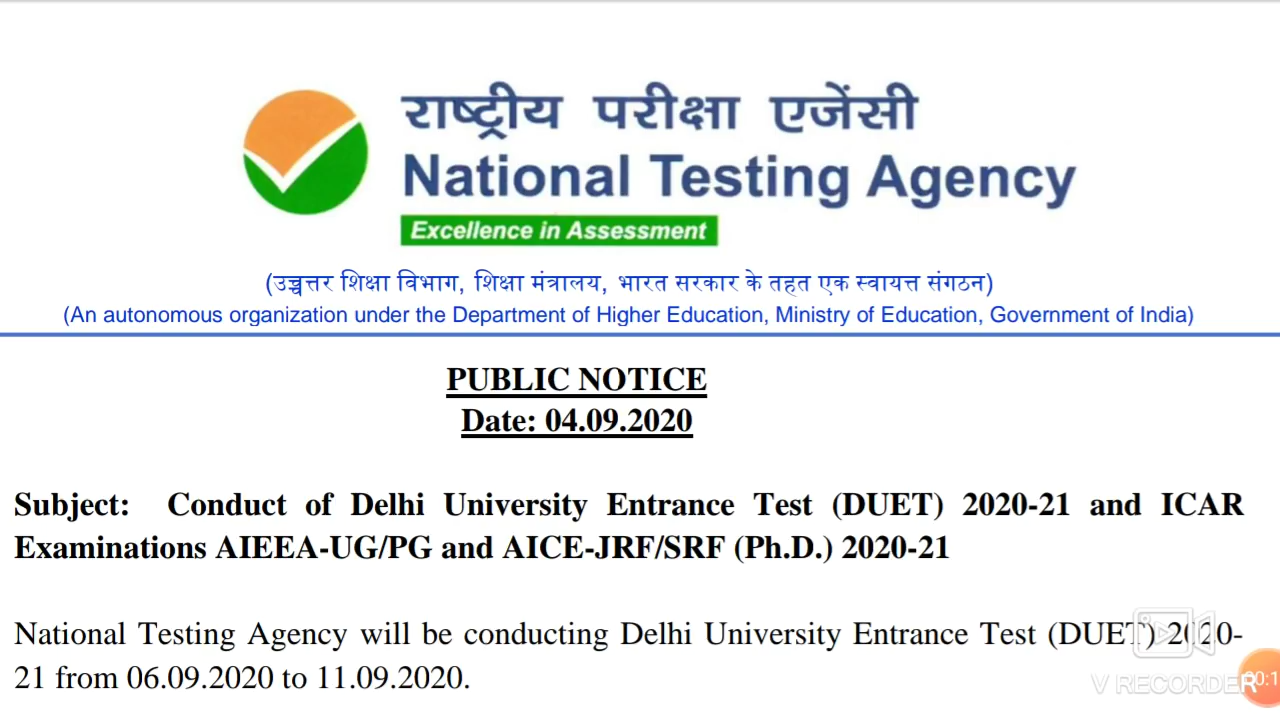 राष्ट्रीय परीक्षा एजेंसी
National Testing Agency
Excellence in Assessment
(उच्चत्तर शिक्षा विभाग, शिक्षा मंत्रालय, भारत सरकार के तहत एक स्वायत्त संगठन)
(An autonomous organization under the Department of Higher Education, Ministry of Education, Government of India)
PUBLIC NOTICE
Date: 04.09.2020
Subject: Conduct of Delhi University Entrance Test (DUET) 2020-21 and ICAR
Examinations AIEEA-UG/PG and AICE-JRF/SRF (Ph.D.) 2020-21
National Testing Agency will be conducting Delhi University Entrance Test (DUET) 2020-
21 from 06.09.2020 to 11.09.2020.
V RECORDER